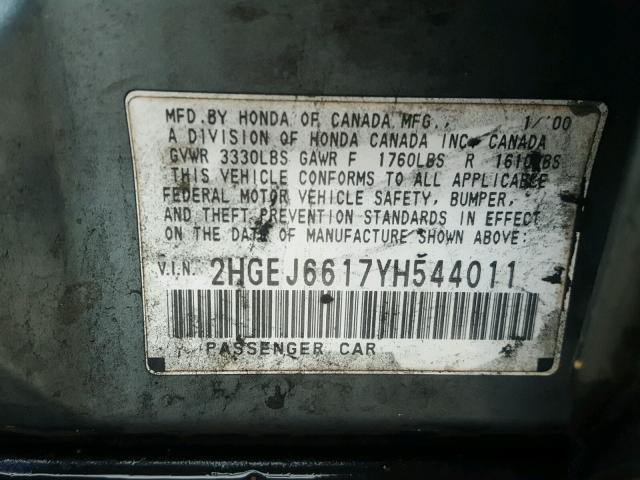 MFD. BY HONDA OF CANADA MFG., 1/'00
A DIVISION OF HONDA CANADA INC., CANADA
GVWR 3330LBS GAWR F 1760LBS R 1610LBS
THIS VEHICLE CONFORMS TO ALL APPLICABLE
FEDERAL MOTOR VEHICLE SAFETY, BUMPER,
AND THEFT PREVENTION STANDARDS IN EFFECT
ON THE DATE OF MANUFACTURE SHOWN ABOVE:
V.I.N. 2HGEJ6617YH544011
PASSENGER CAR